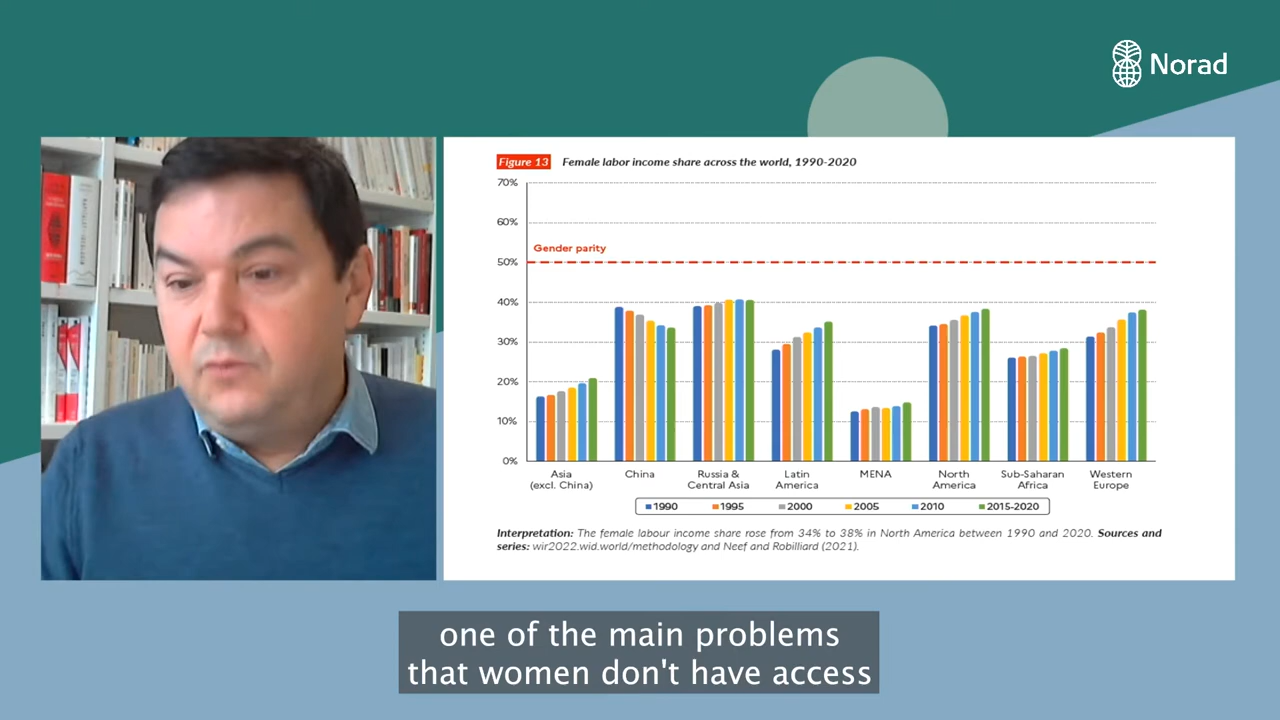 Norad
Figure 13 Female labor income share across the world, 1990-2020
70%
60%
Gender parity
50%
40%
30%
20%
10%
0%
Asia
(excl. China)
China
Russia &
Central Asia
Latin
America
MENA
North
America
Sub-Saharan
Africa
Western
Europe
1990 1995 2000 2005 2010 2015-2020
Interpretation: The female labour income share rose from 34% to 38% in North America between 1990 and 2020. Sources and
series: wir2022.wid.world/methodology and Neef and Robilliard (2021).
one of the main problems
that women don't have access